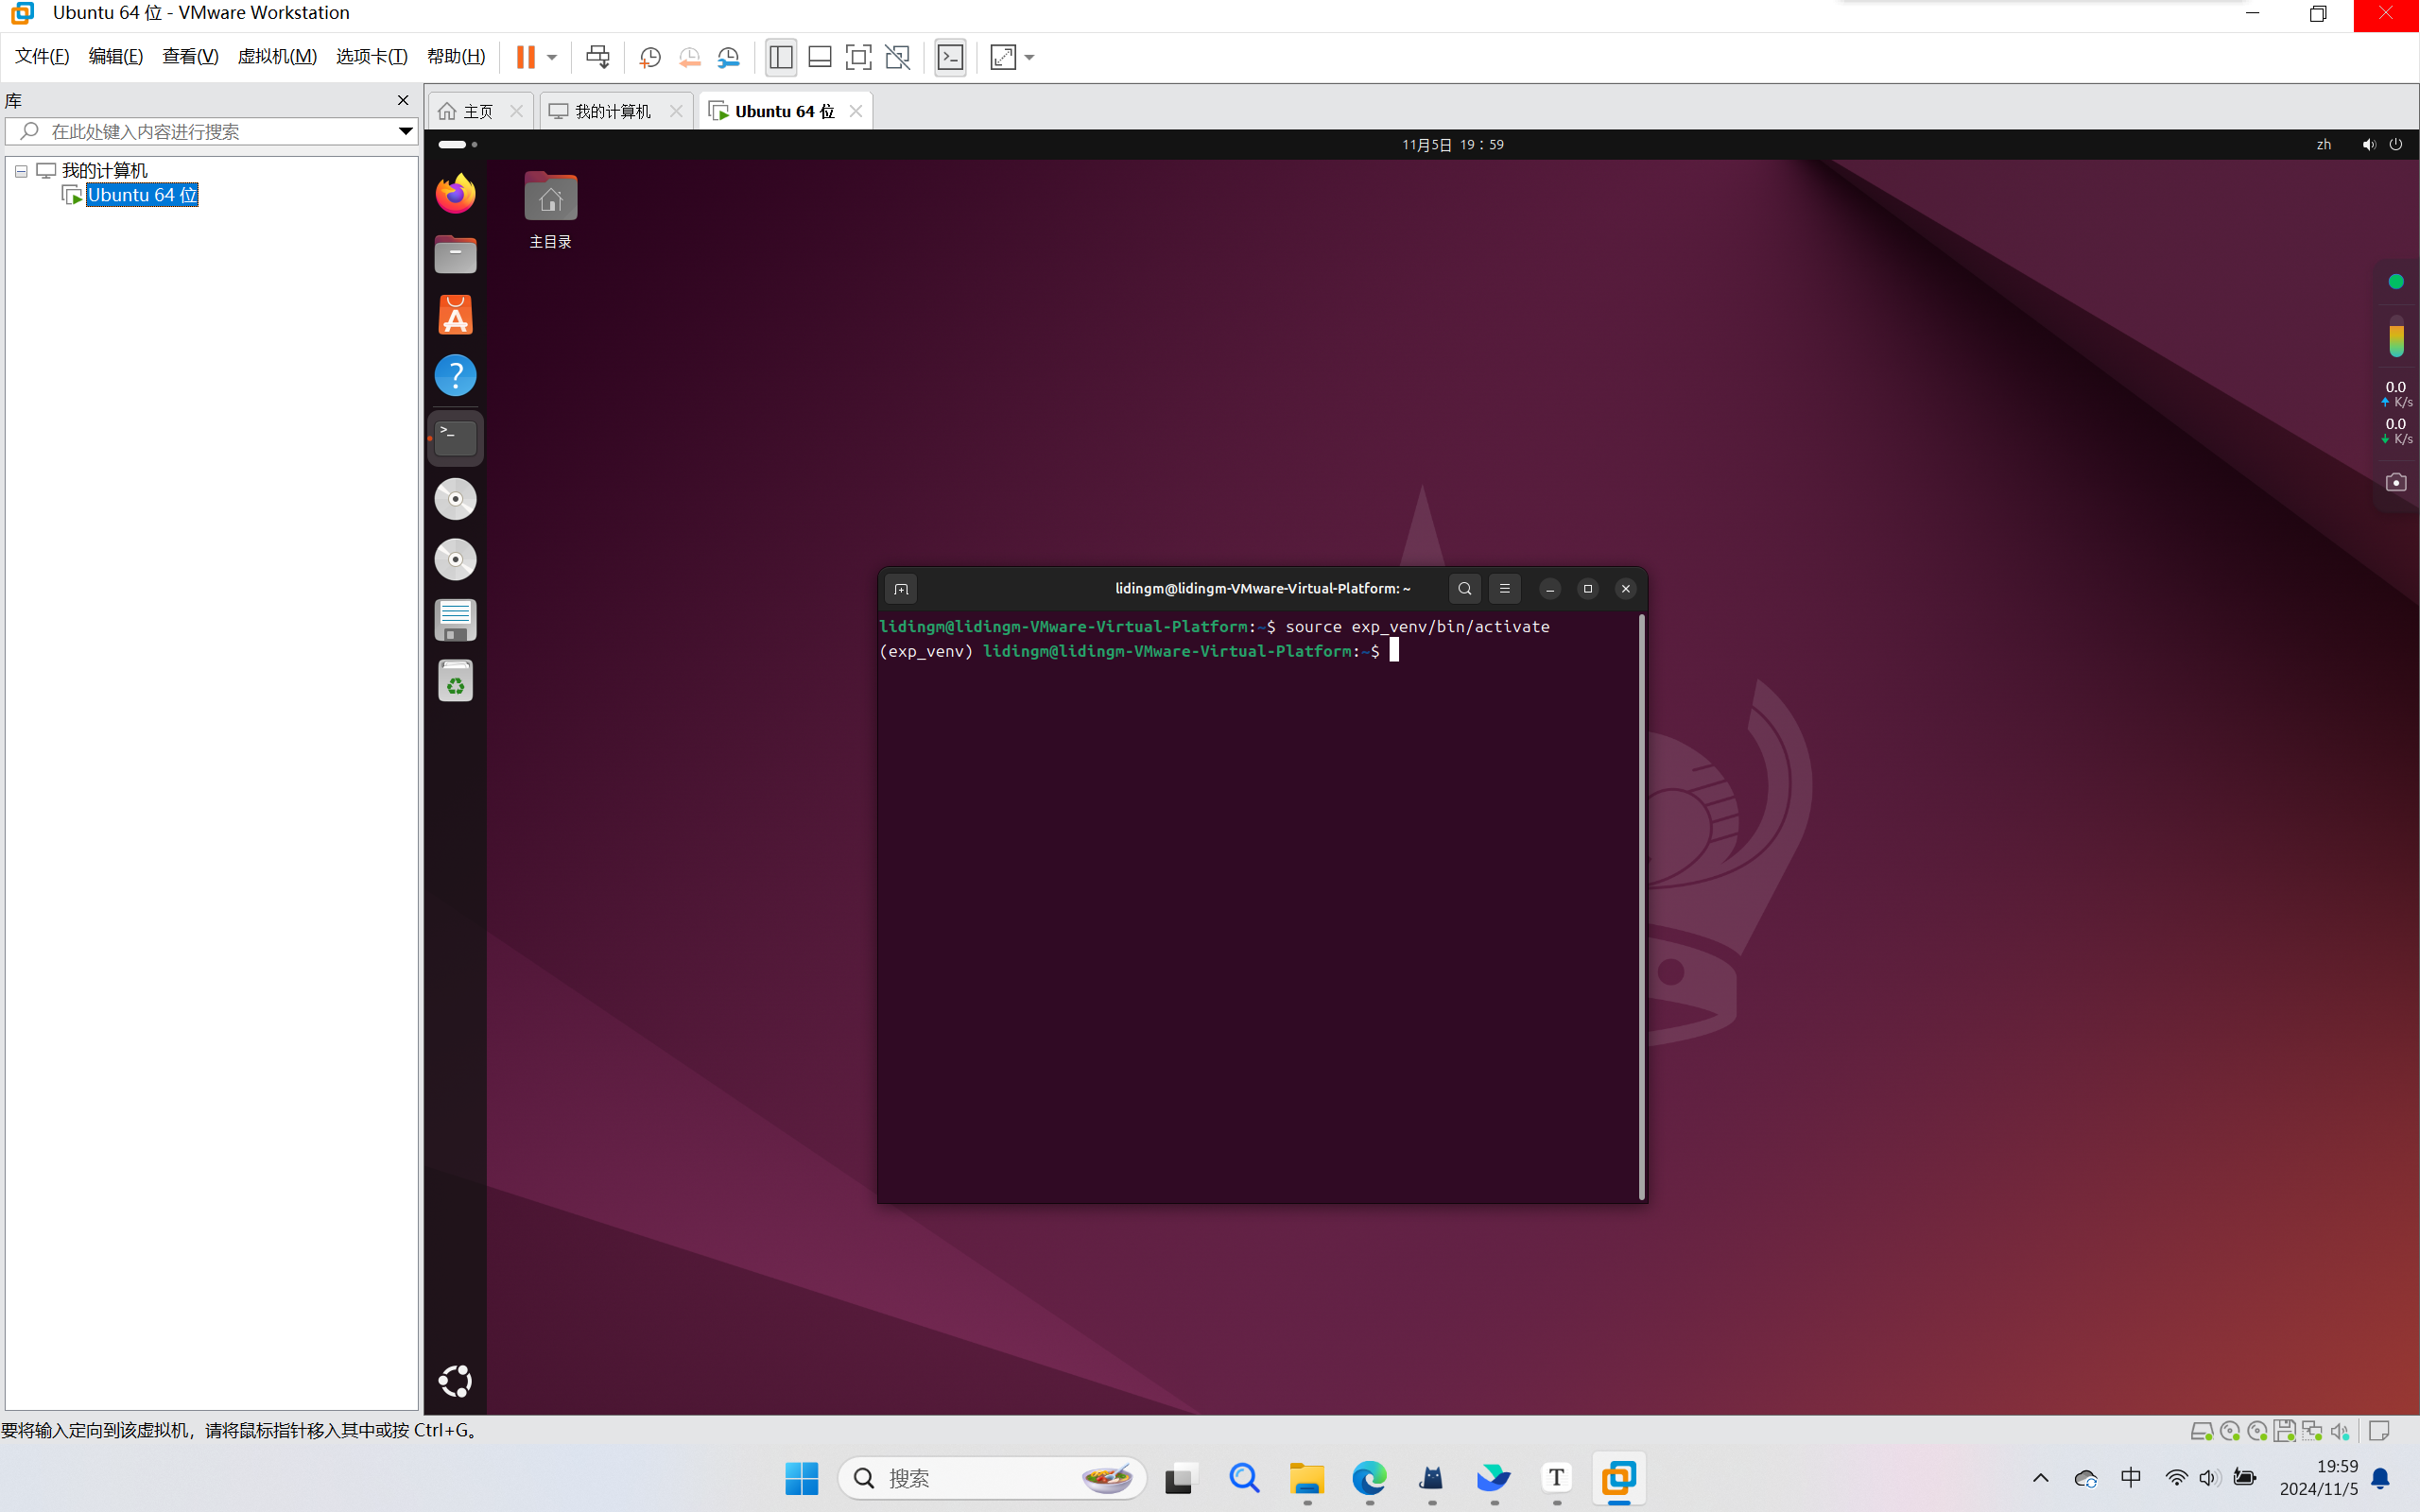 Ubuntu 64 位 - VMware Workstation
文件(F) 编辑(E) 查看(V) 虚拟机(M) 选项卡(T) 帮助(H)
库
在此处键入内容进行搜索
我的计算机
Ubuntu 64 位
主页
我的计算机
Ubuntu 64 位
11月5日 19：59
zh
主目录
0.0
K/s
0.0
K/s
lidingm@lidingm-VMware-Virtual-Platform: ~
lidingm@lidingm-VMware-Virtual-Platform:~$ source exp_venv/bin/activate
(exp_venv) lidingm@lidingm-VMware-Virtual-Platform:~$
要将输入定向到该虚拟机，请将鼠标指针移入其中或按 Ctrl+G。
搜索
中
19:59
2024/11/5